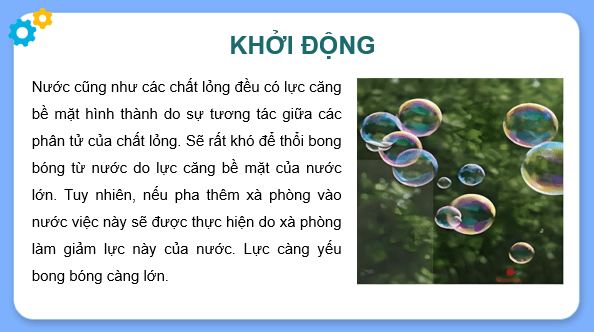 KHỞI ĐỘNG
Nước cũng như các chất lỏng đều có lực căng
bề mặt hình thành do sự tương tác giữa các
phân tử của chất lỏng. Sẽ rất khó để thổi bong
bóng từ nước do lực căng bề mặt của nước
lớn. Tuy nhiên, nếu pha thêm xà phòng vào
nước việc này sẽ được thực hiện do xà phòng
làm giảm lực này của nước. Lực càng yếu
bong bóng càng lớn.